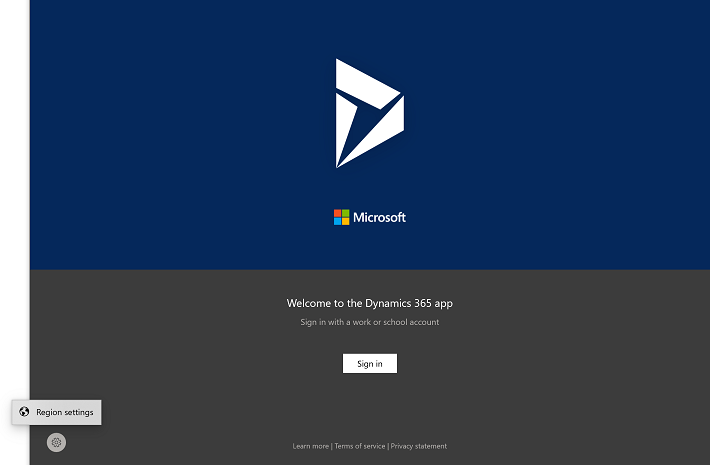 Microsoft
Welcome to the Dynamics 365 app
Sign in with a work or school account
Sign in
Region settings
Learn more | Terms of service | Privacy statement